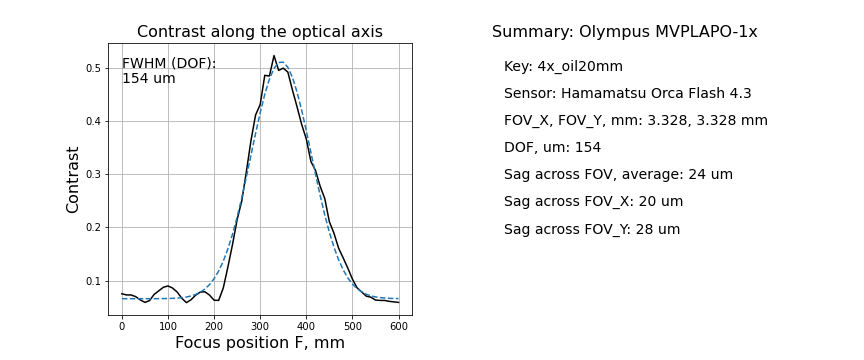 Contrast along the optical axis
FWHM (DOF):
154 um
0.5
0.4
0.3
0.2
0.1
Contrast
0 100 200 300 400 500 600
Focus position F, mm
Summary: Olympus MVPLAPO-1x
Key: 4x_oil20mm
Sensor: Hamamatsu Orca Flash 4.3
FOV_X, FOV_Y, mm: 3.328, 3.328 mm
DOF, um: 154
Sag across FOV, average: 24 um
Sag across FOV_X: 20 um
Sag across FOV_Y: 28 um